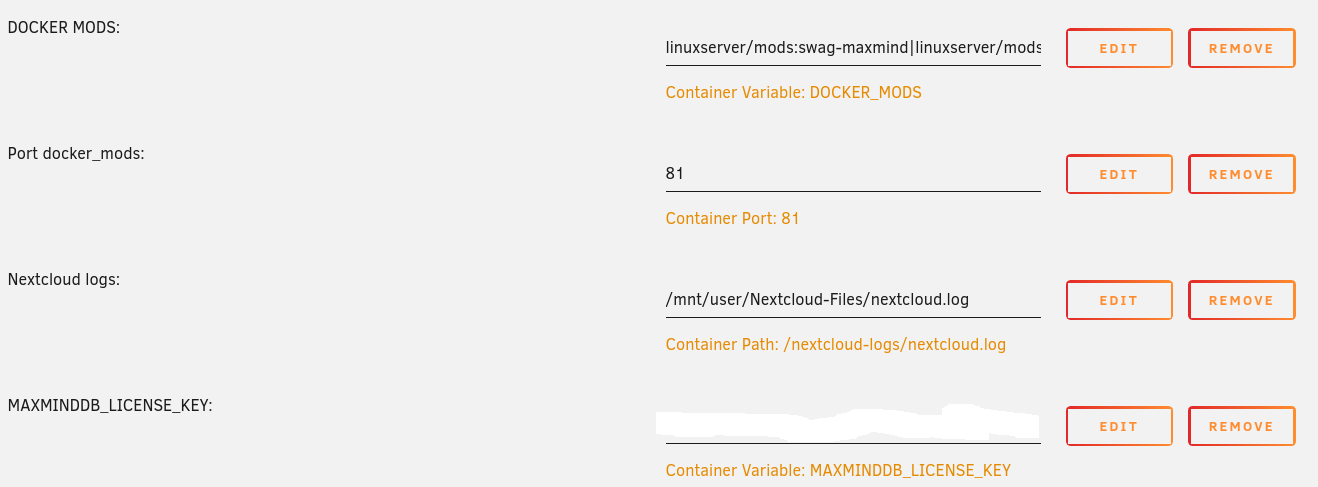 DOCKER MODS:
linuxserver/mods:swag-maxmind|linuxserver/mods
EDIT
REMOVE
Container Variable: DOCKER_MODS
Port docker_mods:
81
EDIT
REMOVE
Container Port: 81
Nextcloud logs:
/mnt/user/Nextcloud-Files/nextcloud.log
EDIT
REMOVE
Container Path: /nextcloud-logs/nextcloud.log
MAXMINDDB_LICENSE_KEY:
EDIT
REMOVE
Container Variable: MAXMINDDB_LICENSE_KEY